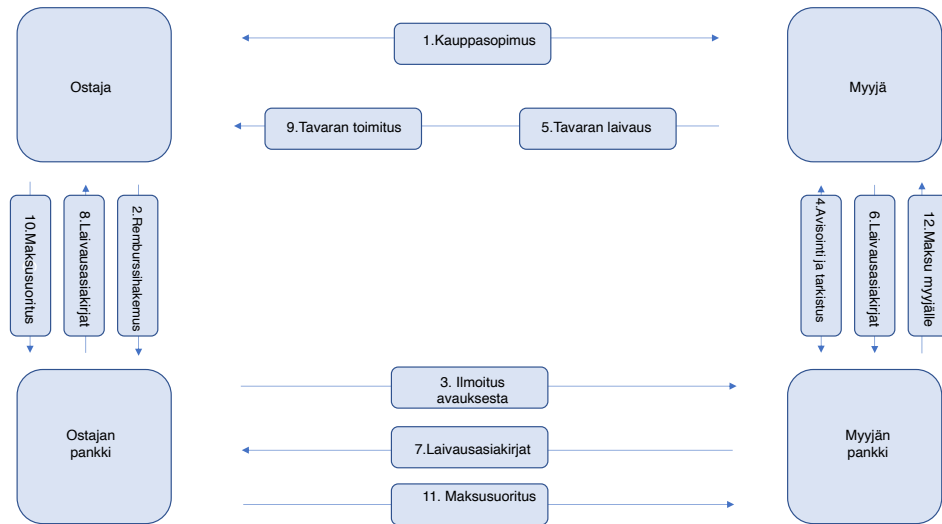 1.Kauppasopimus
Ostaja
Myyjä
9.Tavaran toimitus
5.Tavaran laivaus
10.Maksusuoritus
8.Laivausasiakirjat
2.Remburssihakemus
4.Avisointi ja tarkistus
6.Laivausasiakirjat
12.Maksu myyjälle
3. Ilmoitus
avauksesta
Ostajan
pankki
7.Laivausasiakirjat
Myyjän
pankki
11. Maksusuoritus